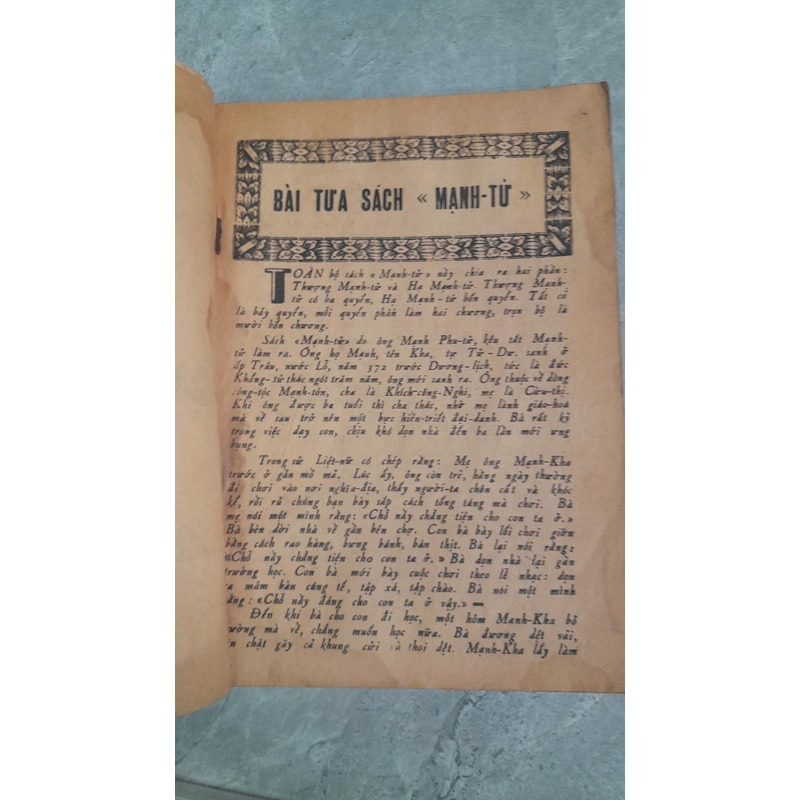 BÀI TỰA SÁCH « MẠNH-TỬ »
TOÀN bộ sách « Mạnh-tử » nầy chia ra hai phần:
Thượng Mạnh-tử và Hạ Mạnh-tử. Thượng Mạnh-
tử có ba quyển, Hạ Mạnh-tử bốn quyển. Tất cả
là bảy quyển, mỗi quyển phân làm hai chương, trọn bộ là
mười bốn chương.
Sách «Mạnh-tử» do ông Mạnh Phu-tử, kêu tắt Mạnh-
tử làm ra. Ông họ Mạnh, tên Kha, tự Tử-Dư, sanh ở
ấp Trâu, nước Lỗ, năm 372 trước Dương-lịch, tức là đức
Khổng-tử thác ngót trăm năm, ông mới sanh ra. Ông thuộc về dòng
công-tộc Mạnh-tôn, cha là Khích-công-Nghi, mẹ là Cừu-thị.
Khi ông được ba tuổi thì cha thác, nhờ mẹ lành giáo-hoá
mà về sau trở nên một bực hiền-triết đại-danh. Bà rất kỹ
trong việc dạy con, chịu khó dọn nhà đến ba lần mới ưng
bụng.
Trong sử Liệt-nữ có chép rằng: Mẹ ông Mạnh-Kha
trước ở gần mồ mả. Lúc ấy, ông còn trẻ, hằng ngày thường
đi chơi vào nơi nghĩa-địa, thấy người-ta chôn cất và khóc
kể, rồi rủ chúng bạn bày tấp cách tống táng mà chơi. Bà
mẹ nói một mình rằng: «Chỗ nầy chẳng tiện cho con ta ở.»
Bà bèn dời nhà về gần bên chợ. Con bà bày lối chơi giỡn
bằng cách rao hàng, bưng bánh, bán thịt. Bà lại nói rằng:
«Chỗ nầy chẳng tiện cho con ta ở.» Bà dọn nhà lại gần
trường học. Con bà mới bày cuộc chơi theo lễ nhạc: dọn
ra mâm bàn cúng tế, tập xá, tập chào. Bà nói một mình
rằng: «Chỗ nầy đáng cho con ta ở vậy.» —
Đến khi bà cho con đi học, một hôm Mạnh-Kha bỏ
trường mà về, chẳng muốn học nữa. Bà đương dệt vải,
bèn chặt gãy cả khung cửi và thoi dệt. Mạnh-Kha lấy làm